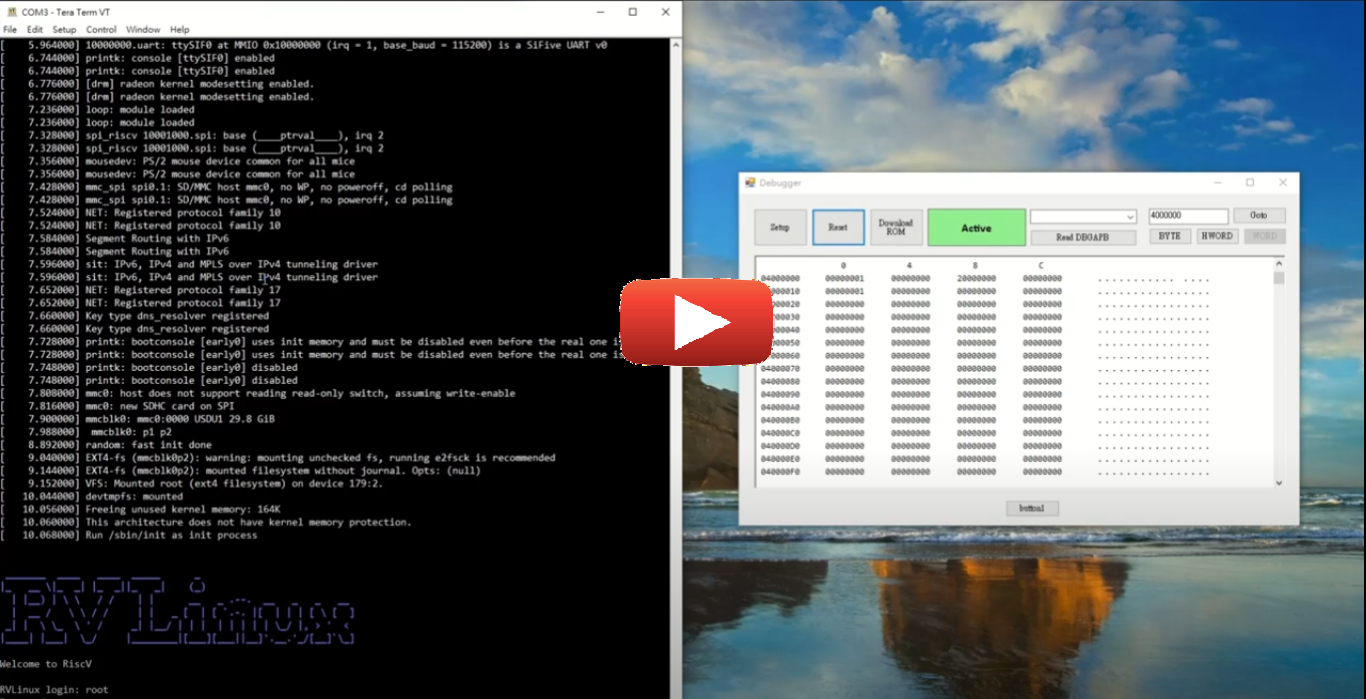 COM3 - Tera Term VT
File Edit Setup Control Window Help
[    5.964000] 10000000.uart: ttySIF0 at MMIO 0x10000000 (irq = 1, base_baud = 115200) is a SiFive UART v0
[    6.744000] printk: console [ttySIF0] enabled
[    6.744000] printk: console [ttySIF0] enabled
[    6.776000] [drm] radeon kernel modesetting enabled.
[    6.776000] [drm] radeon kernel modesetting enabled.
[    7.236000] loop: module loaded
[    7.236000] loop: module loaded
[    7.328000] spi_riscv 10001000.spi: base (____ptrval____), irq 2
[    7.328000] spi_riscv 10001000.spi: base (____ptrval____), irq 2
[    7.356000] mousedev: PS/2 mouse device common for all mice
[    7.356000] mousedev: PS/2 mouse device common for all mice
[    7.428000] mmc_spi spi0.1: SD/MMC host mmc0, no WP, no poweroff, cd polling
[    7.428000] mmc_spi spi0.1: SD/MMC host mmc0, no WP, no poweroff, cd polling
[    7.524000] NET: Registered protocol family 10
[    7.524000] NET: Registered protocol family 10
[    7.584000] Segment Routing with IPv6
[    7.584000] Segment Routing with IPv6
[    7.596000] sit: IPv6, IPv4 and MPLS over IPv4 tunneling driver
[    7.596000] sit: IPv6, IPv4 and MPLS over IPv4 tunneling driver
[    7.652000] NET: Registered protocol family 17
[    7.652000] NET: Registered protocol family 17
[    7.660000] Key type dns_resolver registered
[    7.660000] Key type dns_resolver registered
[    7.728000] printk: bootconsole [early0] uses init memory and must be disabled even before the real one i
[    7.728000] printk: bootconsole [early0] uses init memory and must be disabled even before the real one is
[    7.748000] printk: bootconsole [early0] disabled
[    7.748000] printk: bootconsole [early0] disabled
[    7.808000] mmc0: host does not support reading read-only switch, assuming write-enable
[    7.816000] mmc0: new SDHC card on SPI
[    7.900000] mmcblk0: mmc0:0000 USDU1 29.8 GiB
[    7.988000]  mmcblk0: p1 p2
[    8.892000] random: fast init done
[    9.040000] EXT4-fs (mmcblk0p2): warning: mounting unchecked fs, running e2fsck is recommended
[    9.144000] EXT4-fs (mmcblk0p2): mounted filesystem without journal. Opts: (null)
[    9.152000] VFS: Mounted root (ext4 filesystem) on device 179:2.
[   10.044000] devtmpfs: mounted
[   10.056000] Freeing unused kernel memory: 164K
[   10.060000] This architecture does not have kernel memory protection.
[   10.068000] Run /sbin/init as init process
RVLinux
Welcome to RiscV
RVLinux login: root
Debugger
Setup Reset Download ROM Active 4000000 Goto
Read DBGAPB BYTE HWORD WORD
0 4 8 C
04000000 00000001 00000000 20000000 00000000 ........... ....
04000010 00000001 00000000 00000000 00000000 ................
04000020 00000000 00000000 00000000 00000000 ................
00000030 00000000 00000000 00000000 00000000 ................
00000040 00000000 00000000 00000000 00000000 ................
00000050 00000000 00000000 00000000 00000000 ................
04000060 00000000 00000000 00000000 00000000 ................
04000070 00000000 00000000 00000000 00000000 ................
04000080 00000000 00000000 00000000 00000000 ................
04000090 00000000 00000000 00000000 00000000 ................
040000A0 00000000 00000000 00000000 00000000 ................
040000B0 00000000 00000000 00000000 00000000 ................
040000C0 00000000 00000000 00000000 00000000 ................
040000D0 00000000 00000000 00000000 00000000 ................
040000E0 00000000 00000000 00000000 00000000 ................
040000F0 00000000 00000000 00000000 00000000 ................
button1